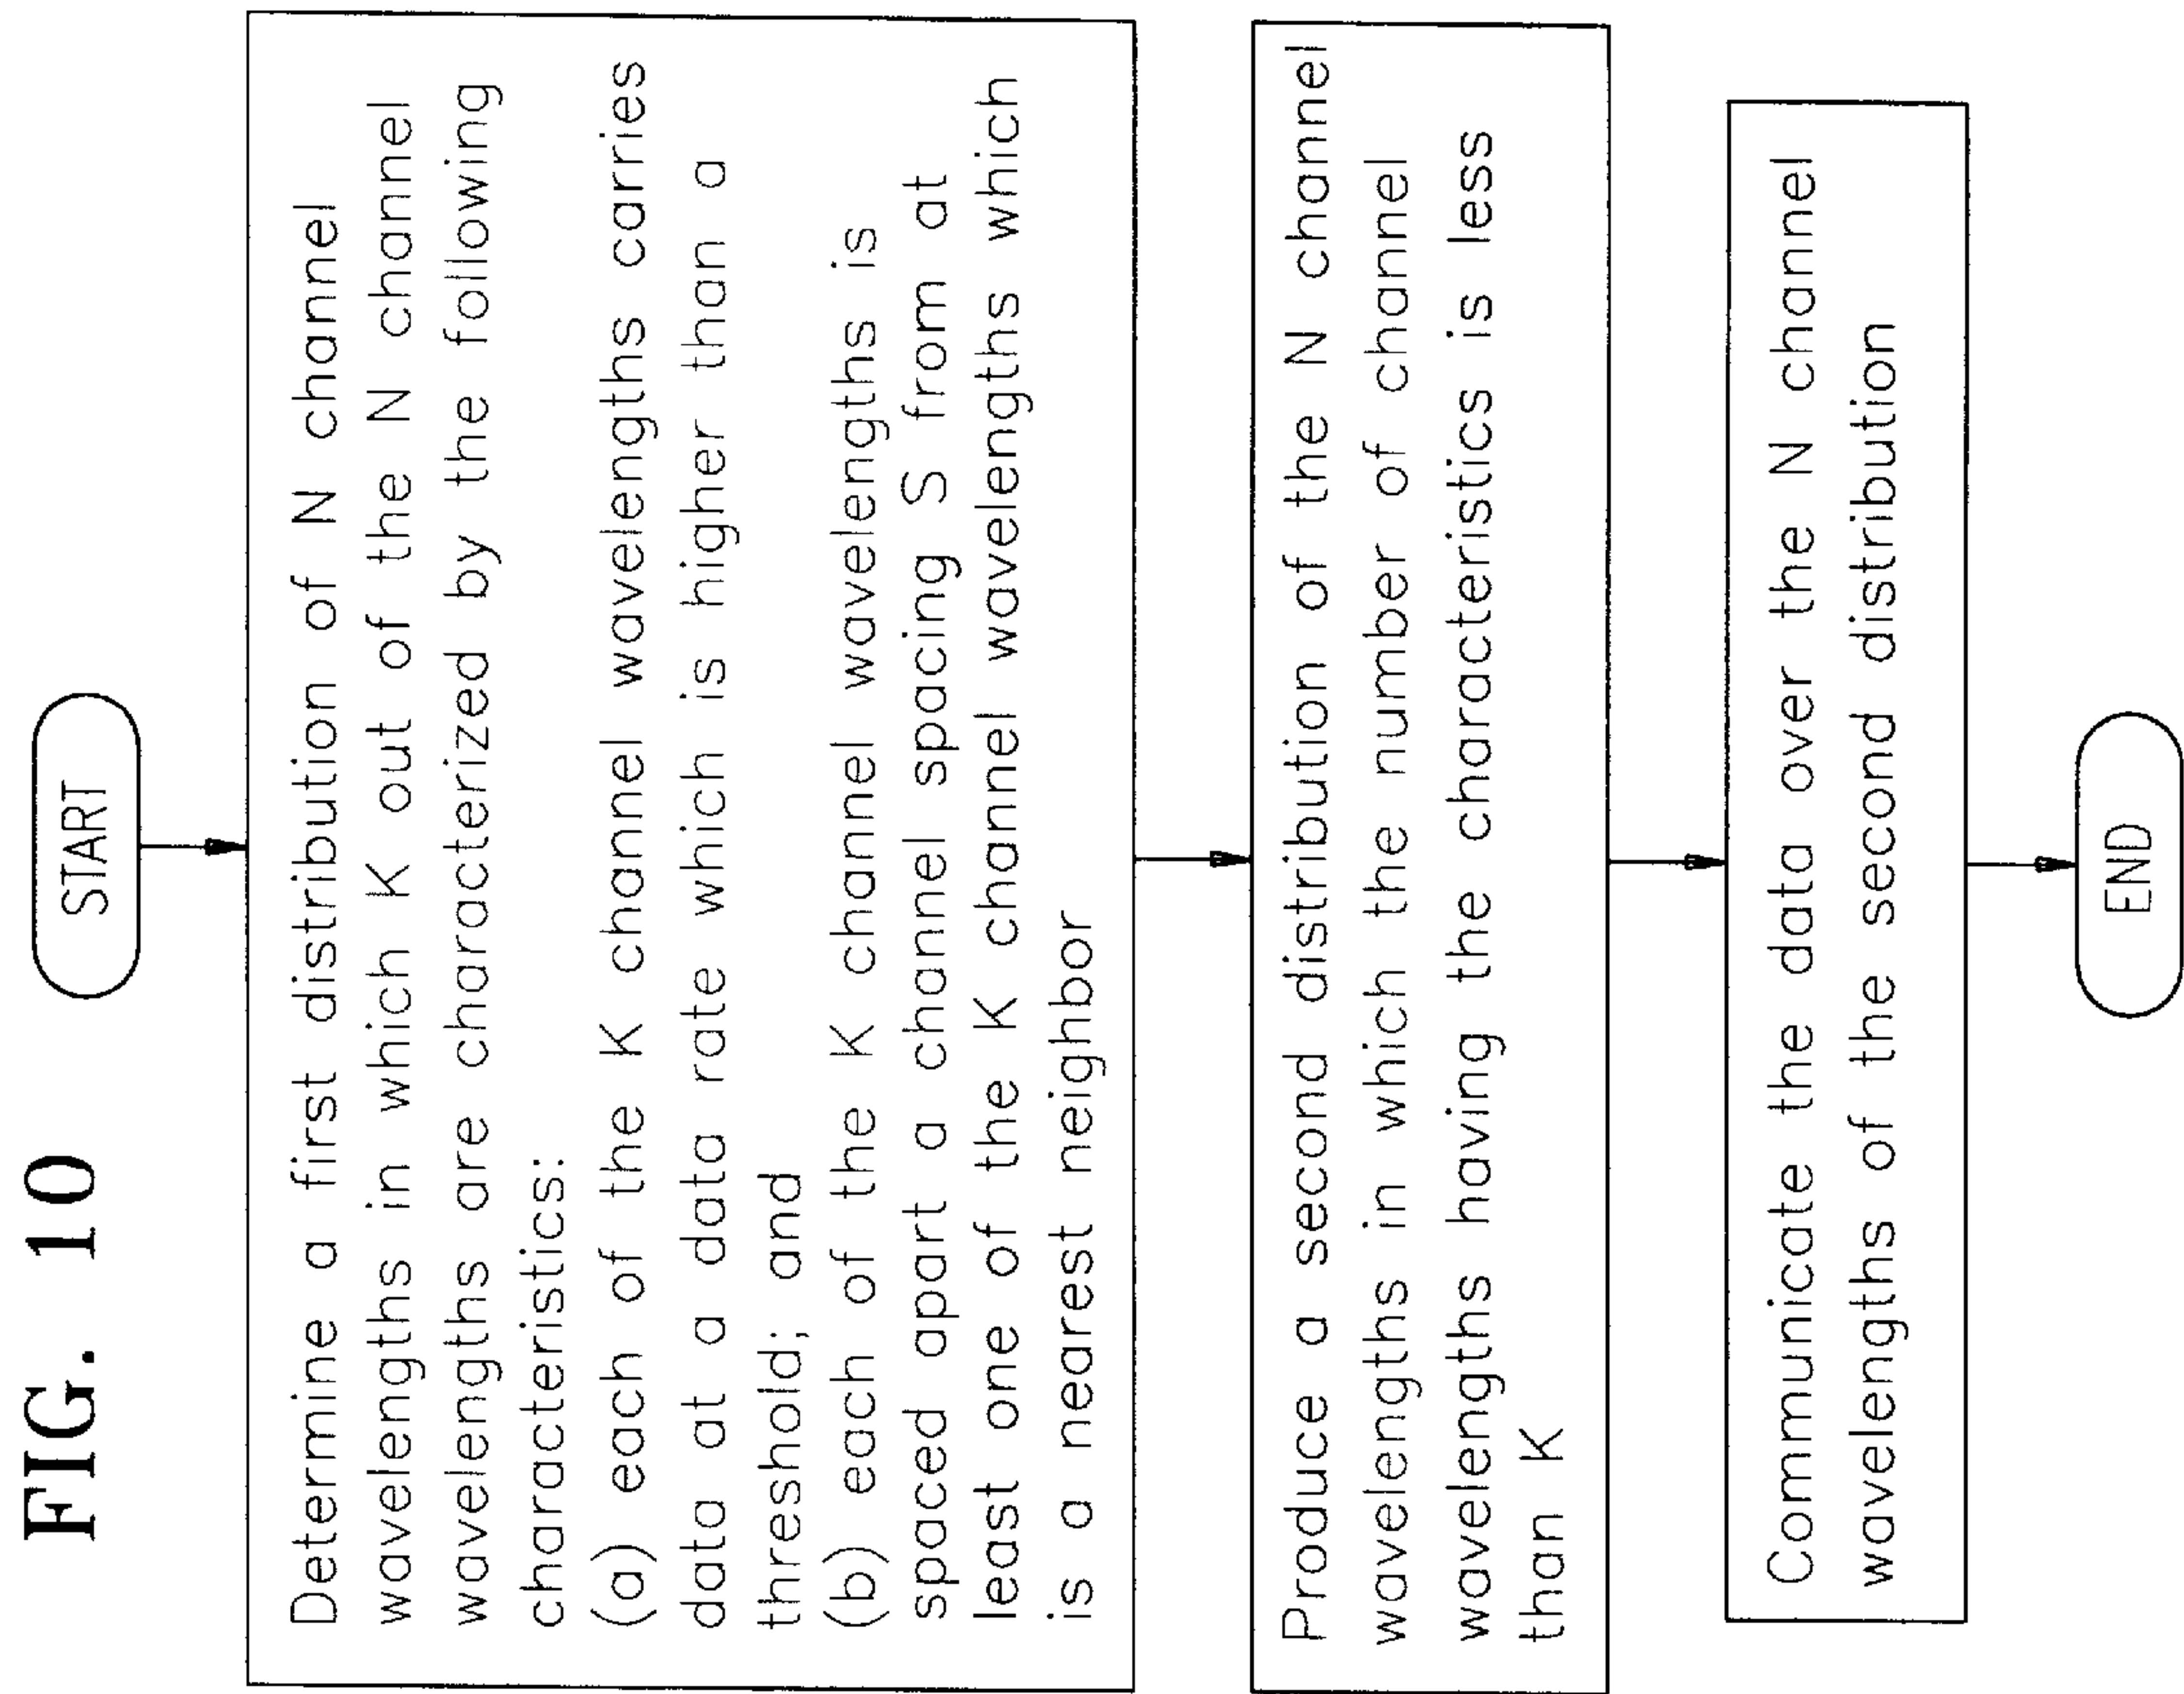 FIG. 10
START
Determine a first distribution of N channel
wavelengths in which K out of the N channel
wavelengths are characterized by the following
characteristics:
(a) each of the K channel wavelengths carries
data at a data rate which is higher than a
threshold; and
(b) each of the K channel wavelengths is
spaced apart a channel spacing S from at
least one of the K channel wavelengths which
is a nearest neighbor
Produce a second distribution of the N channel
wavelengths in which the number of channel
wavelengths having the characteristics is less
than K
Communicate the data over the N channel
wavelengths of the second distribution
END